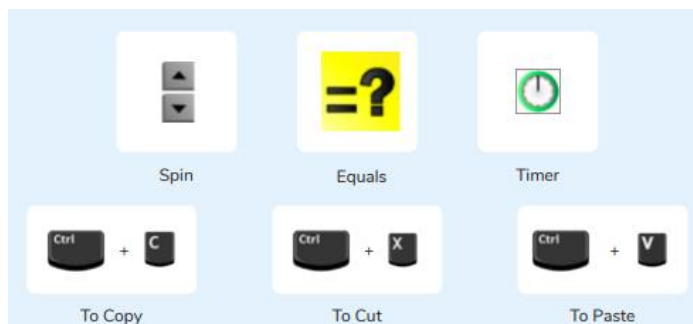 =?
Spin Equals Timer
Ctrl + C Ctrl + X Ctrl + V
To Copy To Cut To Paste